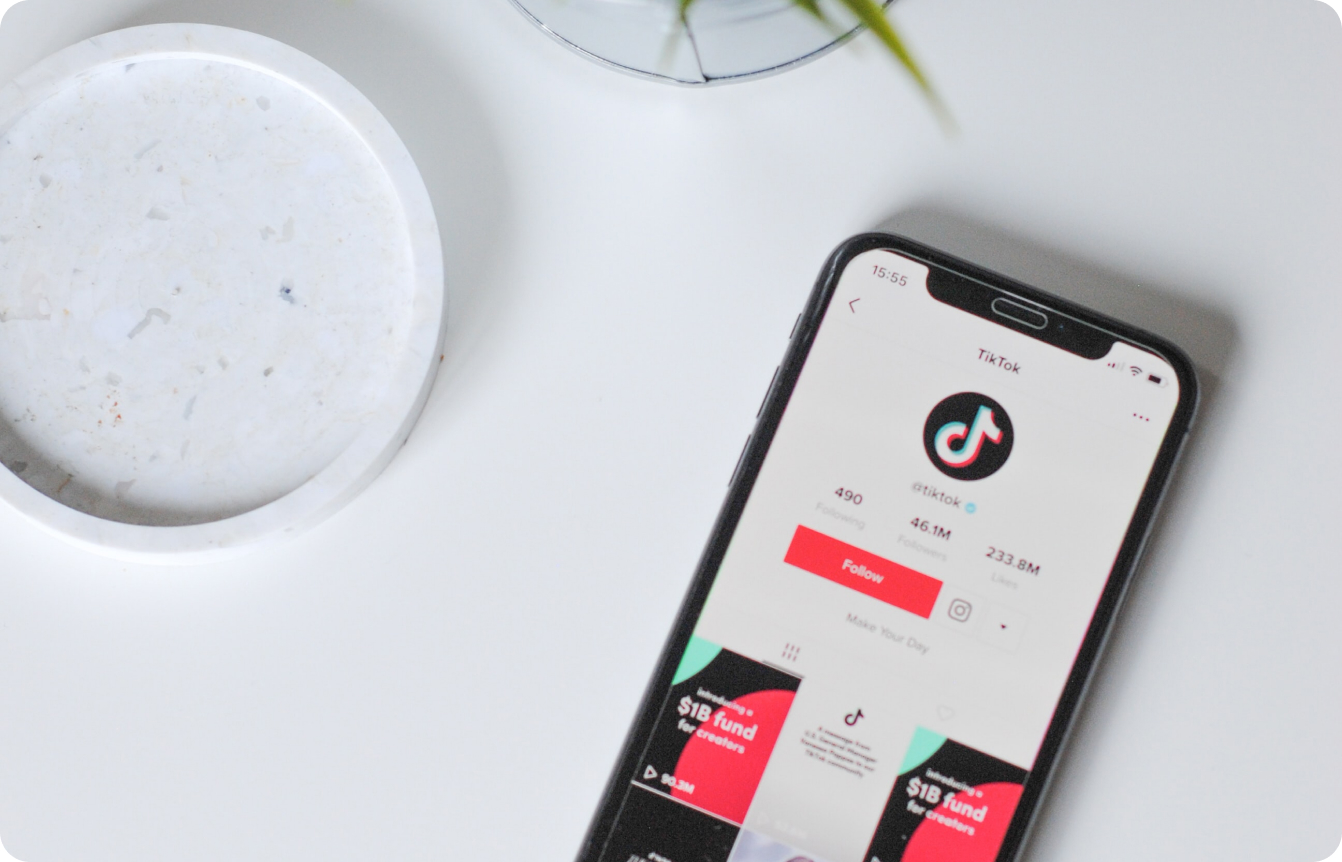 15:55
TikTok
@tiktok
490
Following
46.1M
Followers
233.8M
Likes
Follow
Make Your Day
introducing a
$1B fund
for creators
90.3M
A message from
U.S. General Manager
Vanessa Pappas to our
TikTok community
introducing a
$1B fund
for creators